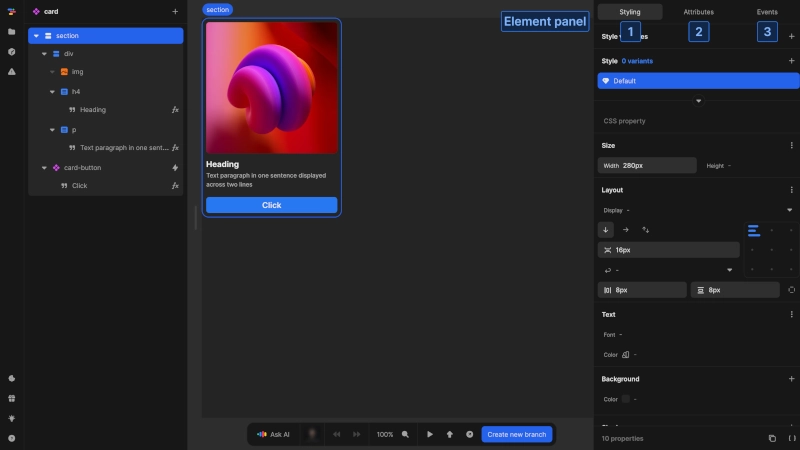 card
section
div
img
h4
Heading
p
Text paragraph in one sent...
card-button
Click
section
Heading
Text paragraph in one sentence displayed
across two lines
Click
Element panel
Ask AI
100%
Create new branch
Styling
Attributes
Events
1
2
3
Style
0 variants
Default
CSS property
Size
Width 280px
Height -
Layout
Display -
16px
-
8px
8px
Text
Font -
Color -
Background
Color -
10 properties